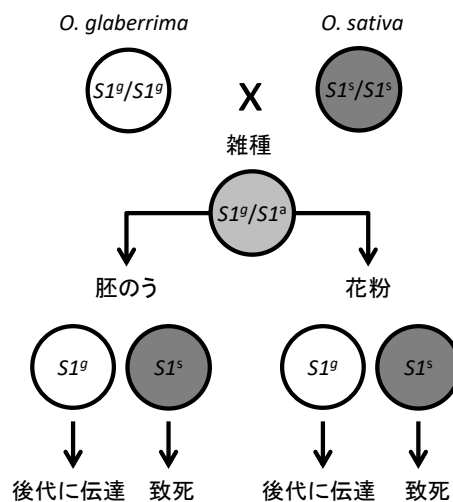 O. glaberrima O. sativa
S1ᵍ/S1ᵍ X S1ˢ/S1ˢ
雑種
S1ᵍ/S1ᵃ
胚のう 花粉
S1ᵍ S1ˢ S1ᵍ S1ˢ
後代に伝達 致死 後代に伝達 致死